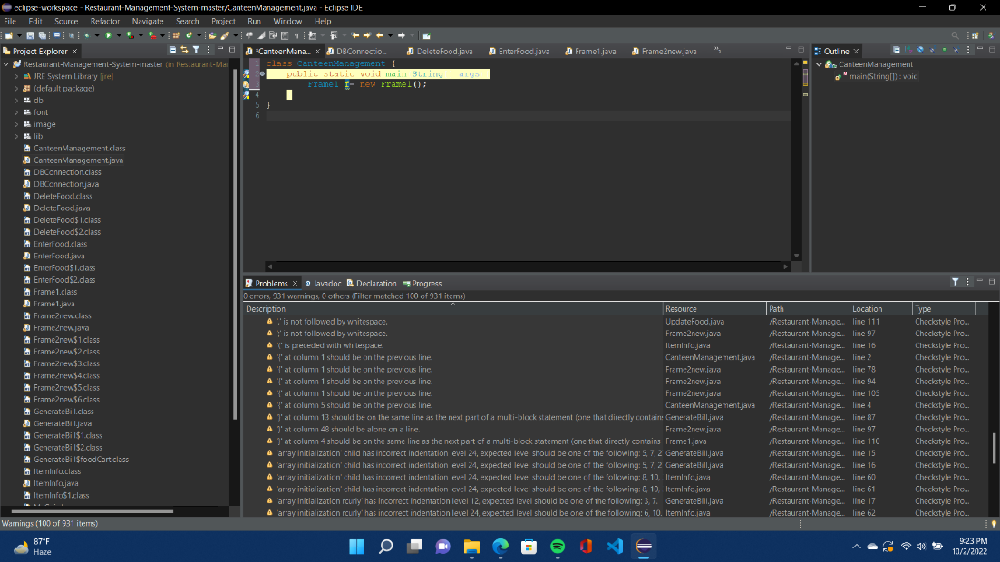 eclipse-workspace - Restaurant-Management-System-master/CanteenManagement.java - Eclipse IDE
File Edit Source Refactor Navigate Search Project Run Window Help
Project Explorer
Restaurant-Management-System-master (in Restaurant-Mar
JRE System Library [jre]
(default package)
db
font
image
lib
CanteenManagement.class
CanteenManagement.java
DBConnection.class
DBConnection.java
DeleteFood.class
DeleteFood.java
DeleteFood$1.class
DeleteFood$2.class
EnterFood.class
EnterFood.java
EnterFood$1.class
EnterFood$2.class
Frame1.class
Frame1.java
Frame2new.class
Frame2new.java
Frame2new$1.class
Frame2new$2.class
Frame2new$3.class
Frame2new$4.class
Frame2new$5.class
Frame2new$6.class
GenerateBill.class
GenerateBill.java
GenerateBill$1.class
GenerateBill$2.class
GenerateBill$foodCart.class
ItemInfo.class
ItemInfo.java
ItemInfo$1.class
*CanteenMana... DBConnectio... DeleteFood.java EnterFood.java Frame1.java Frame2new.java
1 class CanteenManagement {
public static void main String args
Frame1 f= new Frame1();
4
5 }
6
Outline
CanteenManagement
main(String[]) : void
Problems Javadoc Declaration Progress
0 errors, 931 warnings, 0 others (Filter matched 100 of 931 items)
Description Resource Path Location Type
',' is not followed by whitespace. UpdateFood.java /Restaurant-Manage... line 111 Checkstyle Pro...
';' is not followed by whitespace. Frame2new.java /Restaurant-Manage... line 97 Checkstyle Pro...
'(' is preceded with whitespace. ItemInfo.java /Restaurant-Manage... line 16 Checkstyle Pro...
'{' at column 1 should be on the previous line. CanteenManagement.java /Restaurant-Manage... line 2 Checkstyle Pro...
'{' at column 1 should be on the previous line. Frame2new.java /Restaurant-Manage... line 78 Checkstyle Pro...
'{' at column 1 should be on the previous line. Frame2new.java /Restaurant-Manage... line 94 Checkstyle Pro...
'{' at column 1 should be on the previous line. Frame2new.java /Restaurant-Manage... line 105 Checkstyle Pro...
'{' at column 5 should be on the previous line. CanteenManagement.java /Restaurant-Manage... line 4 Checkstyle Pro...
'}' at column 13 should be on the same line as the next part of a multi-block statement (one that directly contains GenerateBill.java /Restaurant-Manage... line 87 Checkstyle Pro...
'}' at column 48 should be alone on a line. Frame2new.java /Restaurant-Manage... line 97 Checkstyle Pro...
'}' at column 4 should be on the same line as the next part of a multi-block statement (one that directly contains Frame1.java /Restaurant-Manage... line 110 Checkstyle Pro...
'array initialization' child has incorrect indentation level 24, expected level should be one of the following: 5, 7, 2 GenerateBill.java /Restaurant-Manage... line 15 Checkstyle Pro...
'array initialization' child has incorrect indentation level 24, expected level should be one of the following: 5, 7, 2 GenerateBill.java /Restaurant-Manage... line 16 Checkstyle Pro...
'array initialization' child has incorrect indentation level 24, expected level should be one of the following: 8, 10, ItemInfo.java /Restaurant-Manage... line 60 Checkstyle Pro...
'array initialization' child has incorrect indentation level 24, expected level should be one of the following: 8, 10, ItemInfo.java /Restaurant-Manage... line 61 Checkstyle Pro...
'array initialization rcurly' has incorrect indentation level 12, expected level should be one of the following: 3, 7. GenerateBill.java /Restaurant-Manage... line 17 Checkstyle Pro...
'array initialization rcurly' has incorrect indentation level 24, expected level should be one of the following: 6, 10. ItemInfo.java /Restaurant-Manage... line 62 Checkstyle Pro...
Warnings (100 of 931 items)
87°F
Haze
9:23 PM
10/2/2022